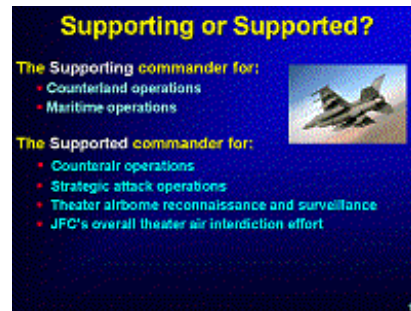 Supporting or Supported?
The Supporting commander for:
Counterland operations
Maritime operations
The Supported commander for:
Counterair operations
Strategic attack operations
Theater airborne reconnaissance and surveillance
JFC's overall theater air interdiction effort